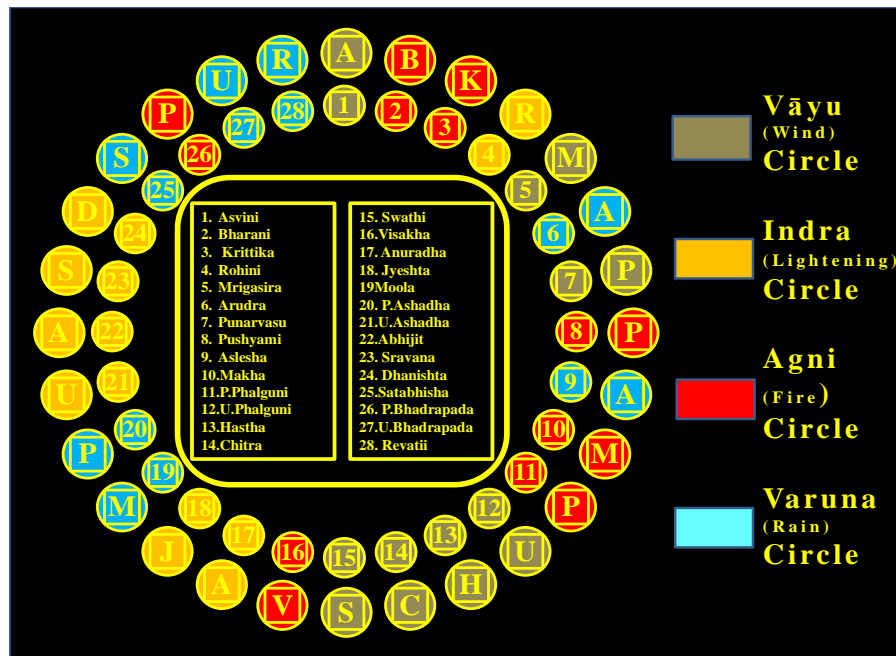 A
B
K
R
M
A
P
P
A
M
P
U
H
C
S
V
A
J
M
P
U
A
S
D
S
P
U
R
1
2
3
4
5
6
7
8
9
10
11
12
13
14
15
16
17
18
19
20
21
22
23
24
25
26
27
28
1. Asvini
2. Bharani
3. Krittika
4. Rohini
5. Mrigasira
6. Arudra
7. Punarvasu
8. Pushyami
9. Aslesha
10.Makha
11.P.Phalguni
12.U.Phalguni
13.Hastha
14.Chitra
15. Swathi
16.Visakha
17. Anuradha
18. Jyeshta
19Moola
20. P.Ashadha
21.U.Ashadha
22.Abhijit
23. Sravana
24. Dhanishta
25.Satabhisha
26. P.Bhadrapada
27.U.Bhadrapada
28. Revatii
Vāyu
(Wind)
Circle
Indra
(Lightening)
Circle
Agni
(Fire)
Circle
Varuna
(Rain)
Circle